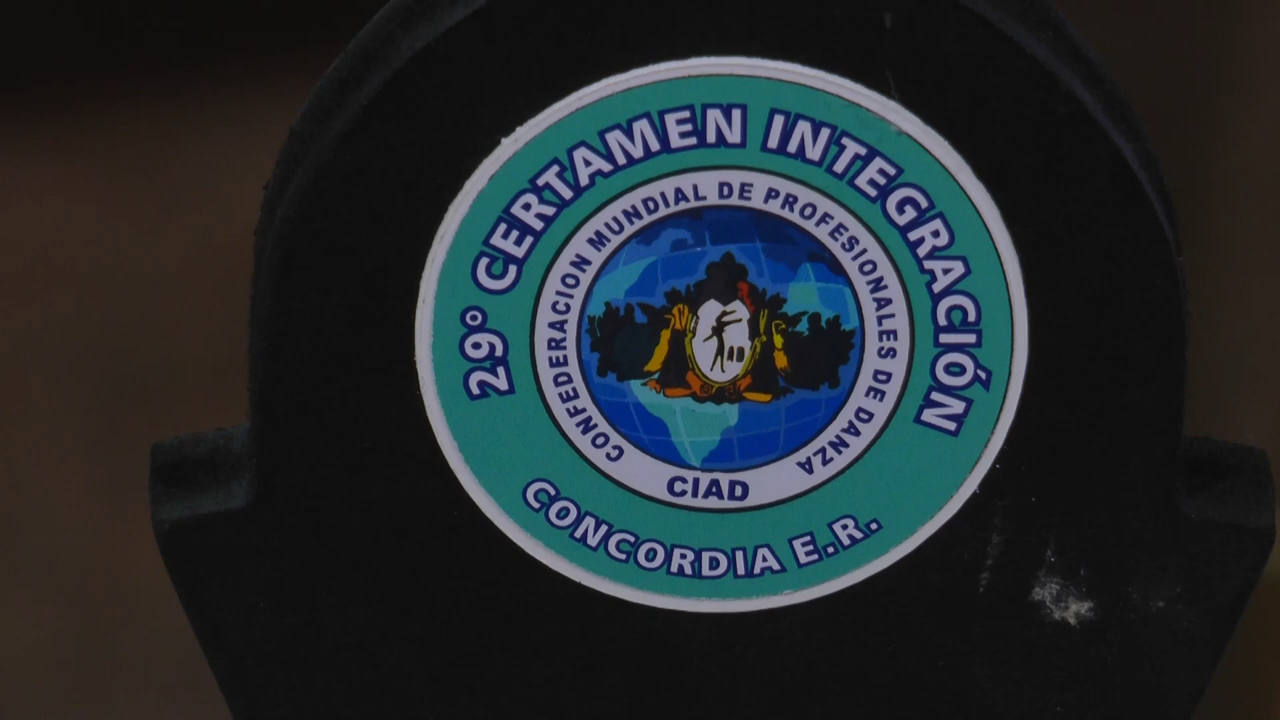 29° CERTAMEN INTEGRACIÓN
CONFEDERACION MUNDIAL DE PROFESIONALES DE DANZA
CIAD
CONCORDIA E.R.